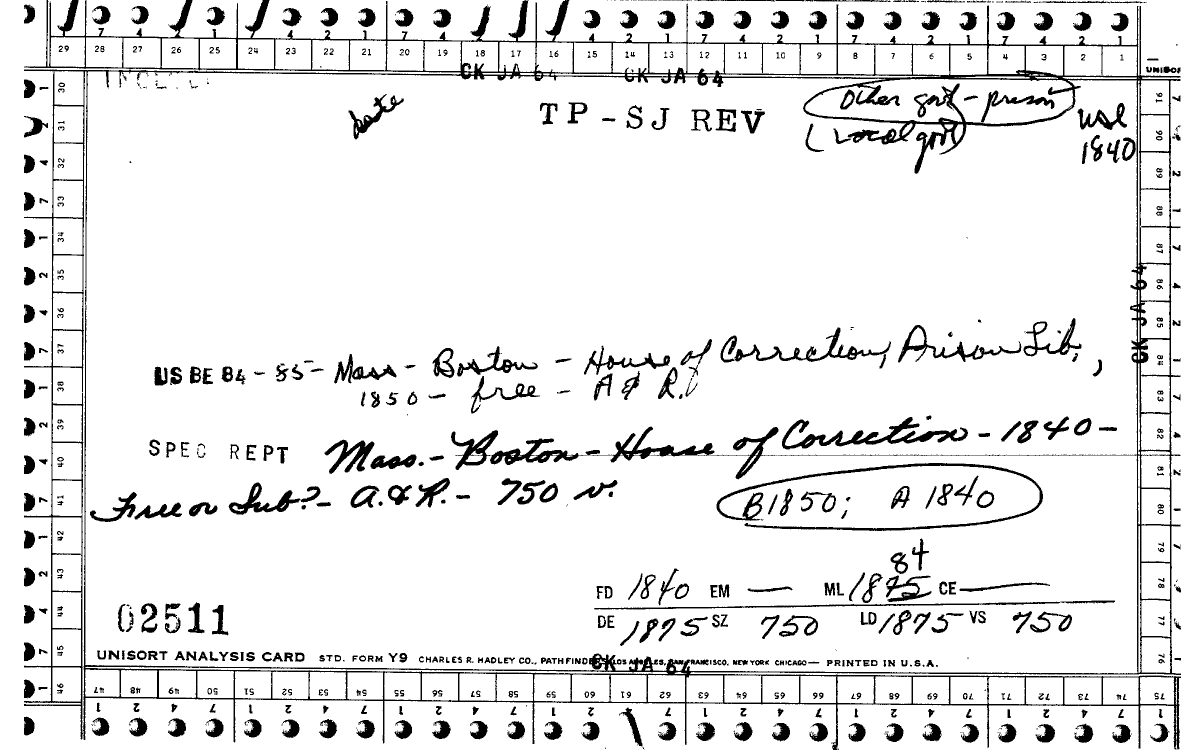 7 4 2 1 7 4 2 1 7 4 2 1 7 4 2 1 7 4 2 1 7 4 2 1 7 4 2 1
29 28 27 26 25 24 23 22 21 20 19 18 17 16 15 14 13 12 11 10 9 8 7 6 5 4 3 2 1
CK JA 64 CK JA 64 UNISORT
date TP-SJ REV Other gov't - prison
(Local gov't) use
1840
30
31
32
33
34
35
36
37
38
39
40
41
42
43
44
45
46
CK JA 64
US BE 84-85- Mass - Boston - House of Correction, Prison Lib,,
1850 - free - A & R.
SPEC REPT Mass. - Boston - House of Correction - 1840 -
Free or Sub? - A. & R. - 750 v.
B1850; A 1840
84
FD 1840 EM — ML 1875 CE —
DE 1875 SZ 750 LD 1875 VS 750
02511
UNISORT ANALYSIS CARD STD. FORM Y9 CHARLES R. HADLEY CO., PATHFINDERS, LOS ANGELES, SAN FRANCISCO, NEW YORK CHICAGO — PRINTED IN U.S.A.
CK JA 64
91
90
89
88
87
86
85
84
83
82
81
80
79
78
77
76
47 48 49 50 51 52 53 54 55 56 57 58 59 60 61 62 63 64 65 66 67 68 69 70 71 72 73 74 75